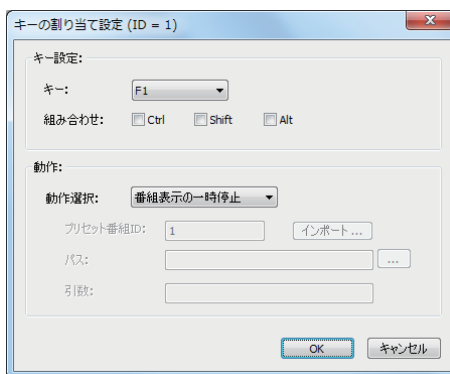 キーの割り当て設定 (ID = 1)
キー設定:
キー: F1
組み合わせ: Ctrl Shift Alt
動作:
動作選択: 番組表示の一時停止
プリセット番組ID: 1 インポート ...
パス: ...
引数:
OK キャンセル